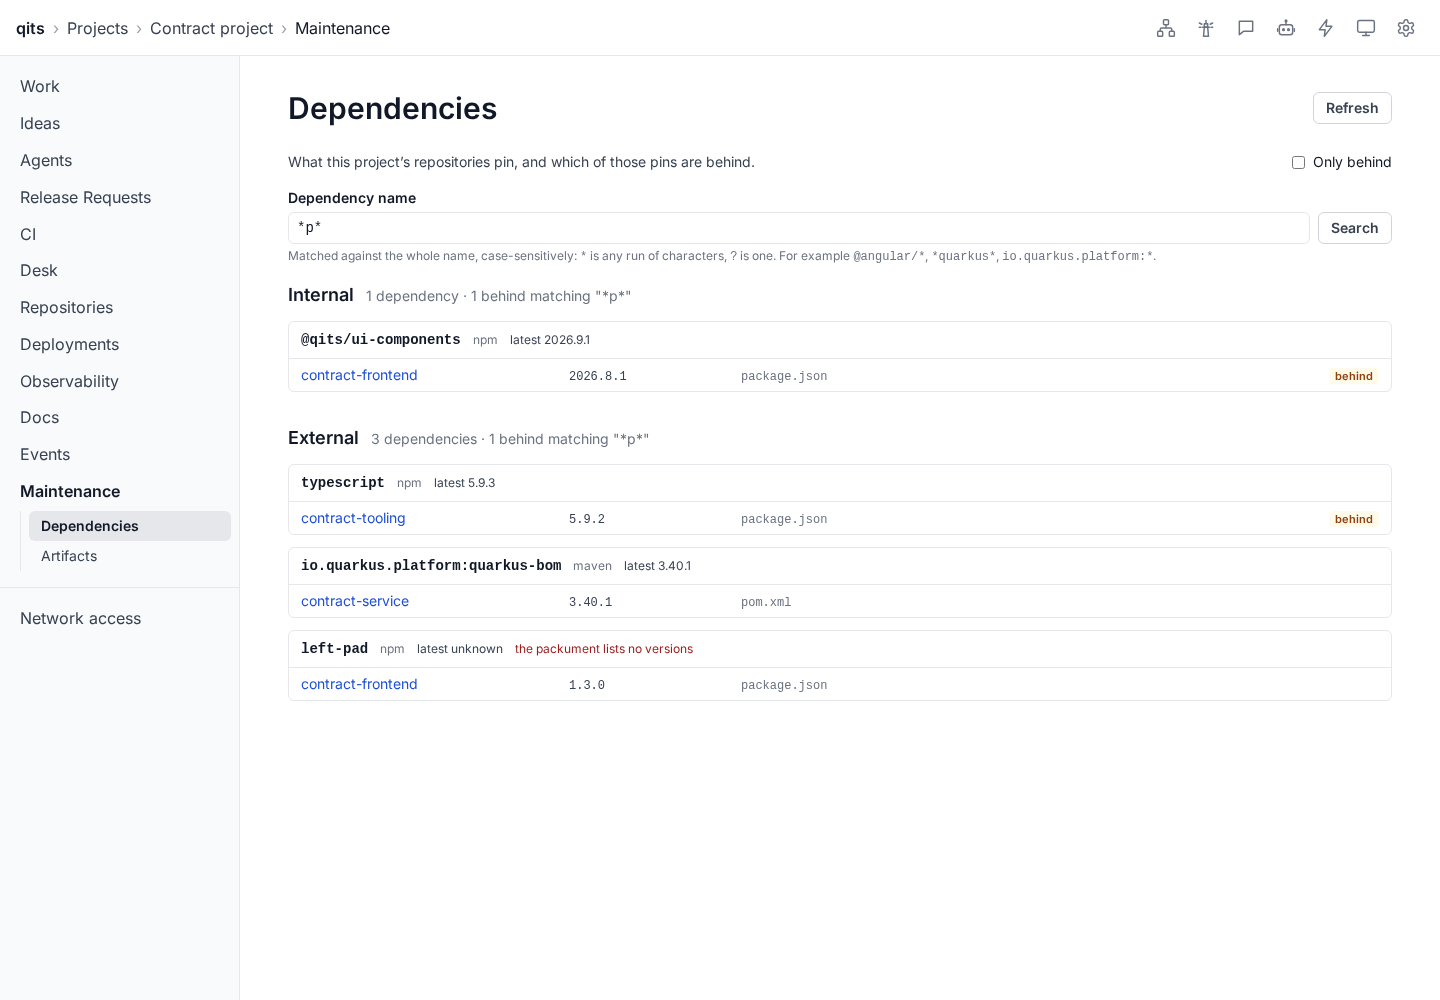 qits › Projects › Contract project › Maintenance
Work
Ideas
Agents
Release Requests
CI
Desk
Repositories
Deployments
Observability
Docs
Events
Maintenance
Dependencies
Artifacts
Network access
Dependencies
Refresh
What this project’s repositories pin, and which of those pins are behind.
Only behind
Dependency name
*p*
Search
Matched against the whole name, case-sensitively: * is any run of characters, ? is one. For example @angular/*, *quarkus*, io.quarkus.platform:*.
Internal 1 dependency · 1 behind matching "*p*"
@qits/ui-components npm latest 2026.9.1
contract-frontend 2026.8.1 package.json behind
External 3 dependencies · 1 behind matching "*p*"
typescript npm latest 5.9.3
contract-tooling 5.9.2 package.json behind
io.quarkus.platform:quarkus-bom maven latest 3.40.1
contract-service 3.40.1 pom.xml
left-pad npm latest unknown the packument lists no versions
contract-frontend 1.3.0 package.json